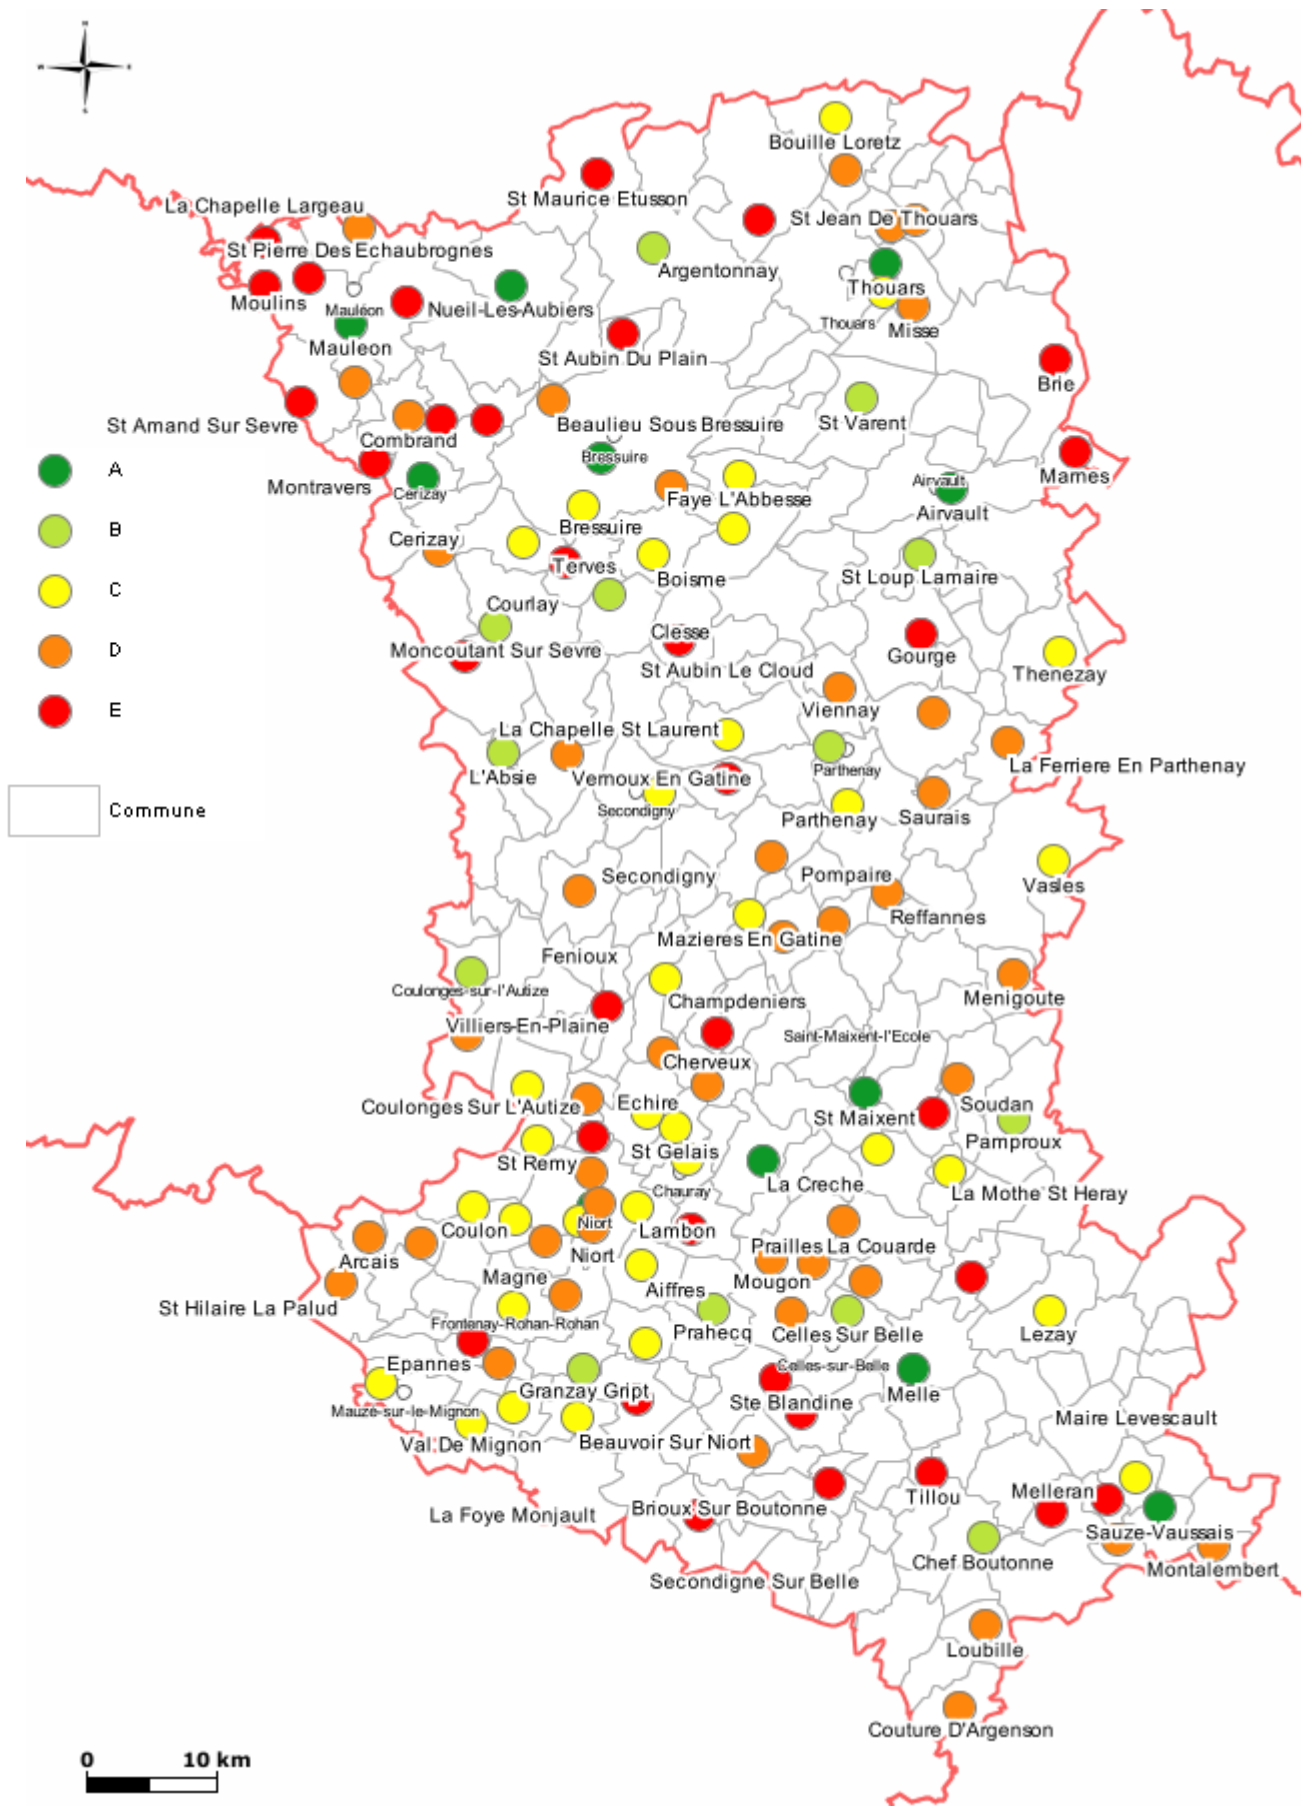 Bouille Loretz
St Maurice Etusson
La Chapelle Largeau
St Jean De Thouars
St Pierre Des Echaubrognes
Argentonnay
Thouars
Moulins
Mauléon
Nueil-Les-Aubiers
Thouars
Misse
Mauleon
St Aubin Du Plain
Brie
St Amand Sur Sevre
Beaulieu Sous Bressuire
St Varent
Combrand
Bressuire
A
Mames
Montravers
Cerizay
Faye L'Abbesse
Airvault
Airvault
B
Bressuire
Cerizay
Terves
Boisme
St Loup Lamaire
C
Courlay
Clesse
D
Moncoutant Sur Sevre
St Aubin Le Cloud
Gourge
Thenezay
E
Viennay
La Chapelle St Laurent
L'Absie
Vernoux En Gatine
Parthenay
La Ferriere En Parthenay
Commune
Secondigny
Parthenay
Saurais
Secondigny
Pompaire
Vasles
Reffannes
Mazieres En Gatine
Fenioux
Coulonges-sur-l'Autize
Champdeniers
Menigoute
Villiers-En-Plaine
Saint-Maixent-l'Ecole
Cherveux
Coulonges Sur L'Autize
Echire
St Maixent
Soudan
Pamproux
St Remy
St Gelais
La Creche
Chauray
La Mothe St Heray
Coulon
Niort
Lambon
Arcais
Niort
Prailles La Couarde
Magne
Aiffres
Mougon
St Hilaire La Palud
Frontenay-Rohan-Rohan
Prahecq
Celles Sur Belle
Lezay
Epannes
Celles-sur-Belle
Granzay Gript
Melle
Mauzé-sur-le-Mignon
Ste Blandine
Maire Levescault
Val De Mignon
Beauvoir Sur Niort
Tillou
Melleran
La Foye Monjault
Brioux Sur Boutonne
Sauze-Vaussais
Chef Boutonne
Montalembert
Secondigne Sur Belle
Loubille
Couture D'Argenson
0 10 km